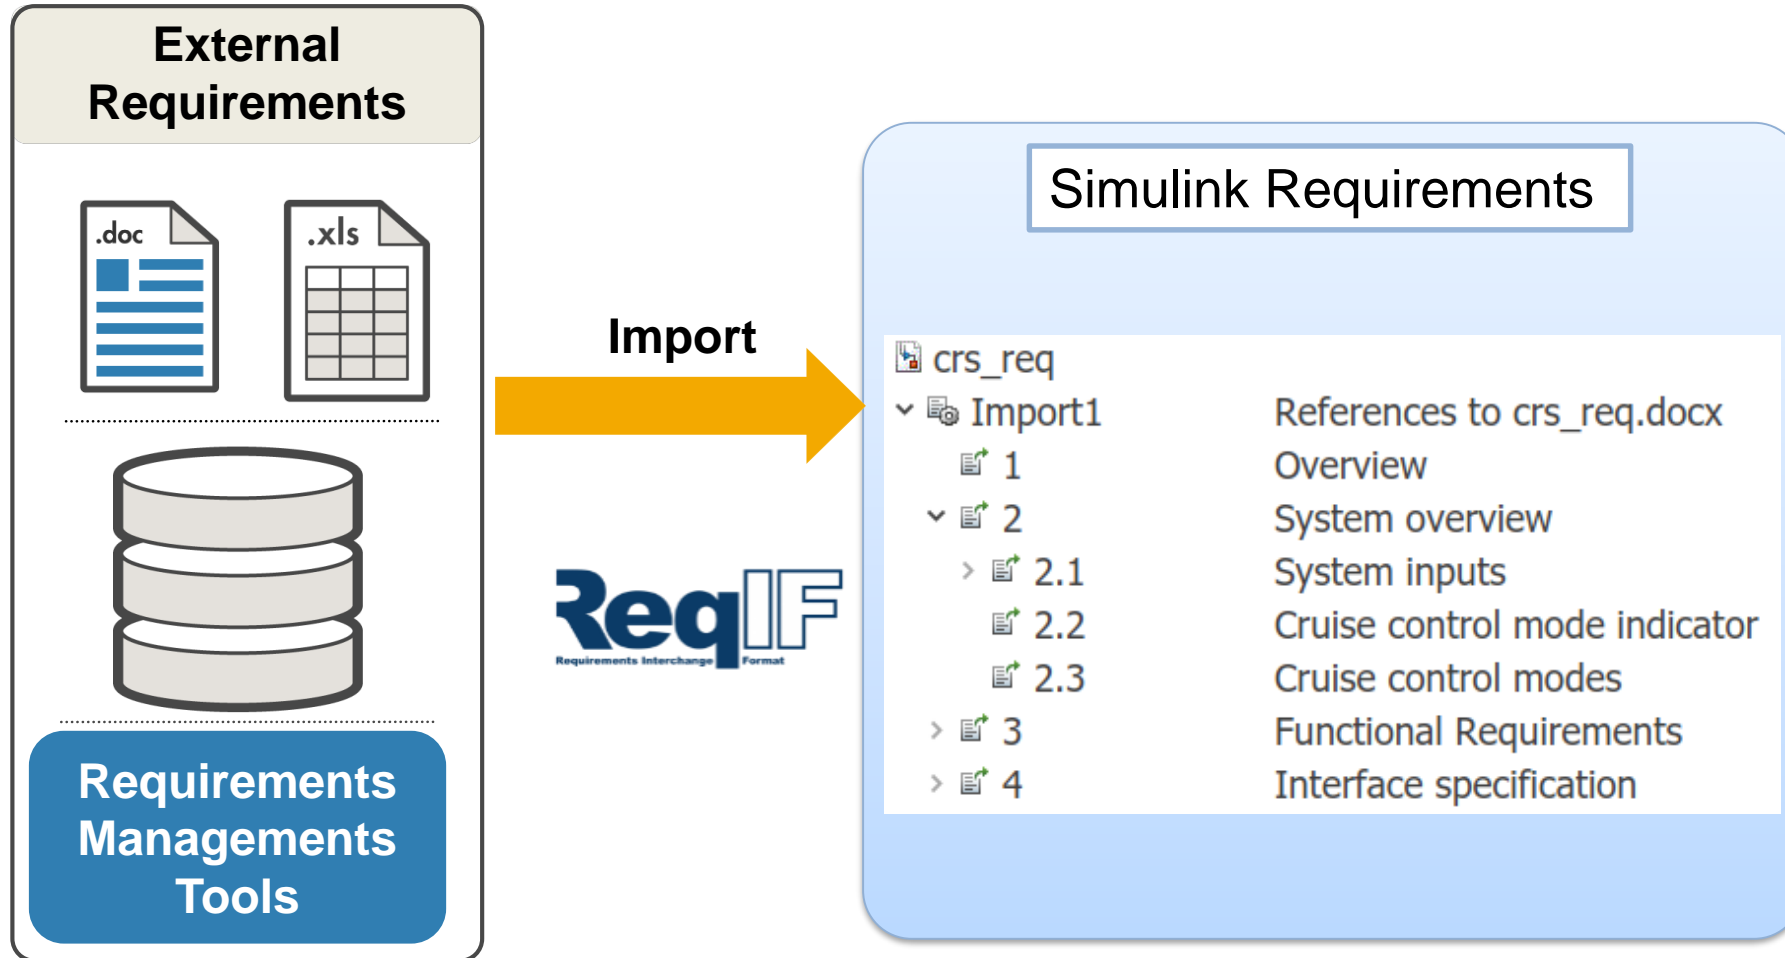 External
Requirements
.doc
.xls
Requirements
Managements
Tools
Import
ReqIF
Requirements Interchange Format
Simulink Requirements
crs_req
Import1 References to crs_req.docx
1 Overview
2 System overview
2.1 System inputs
2.2 Cruise control mode indicator
2.3 Cruise control modes
3 Functional Requirements
4 Interface specification